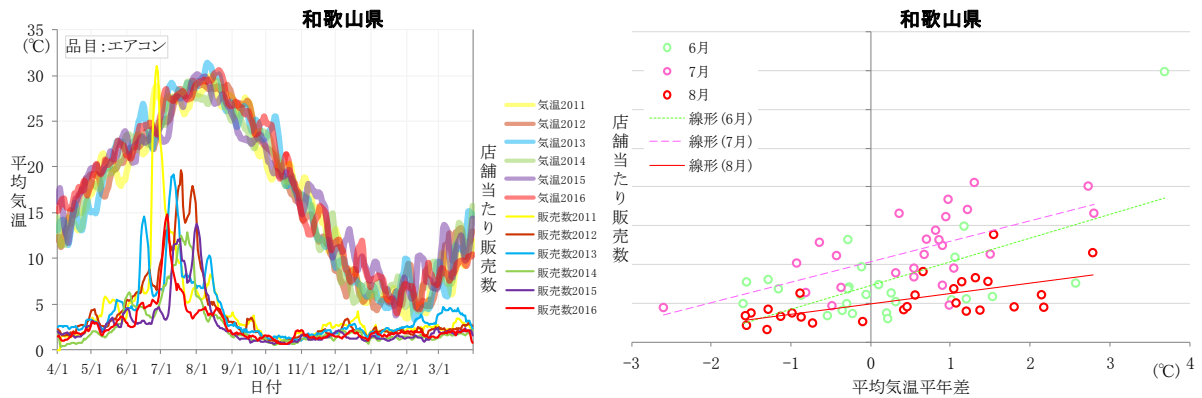 和歌山県
(℃)
品目：エアコン
35
30
25
20
15
10
5
0
平均気温
店舗当たり販売数
4/1 5/1 6/1 7/1 8/1 9/1 10/1 11/1 12/1 1/1 2/1 3/1
日付
気温2011
気温2012
気温2013
気温2014
気温2015
気温2016
販売数2011
販売数2012
販売数2013
販売数2014
販売数2015
販売数2016
和歌山県
6月
7月
8月
線形 (6月)
線形 (7月)
線形 (8月)
店舗当たり販売数
-3 -2 -1 0 1 2 3 4
(℃)
平均気温平年差